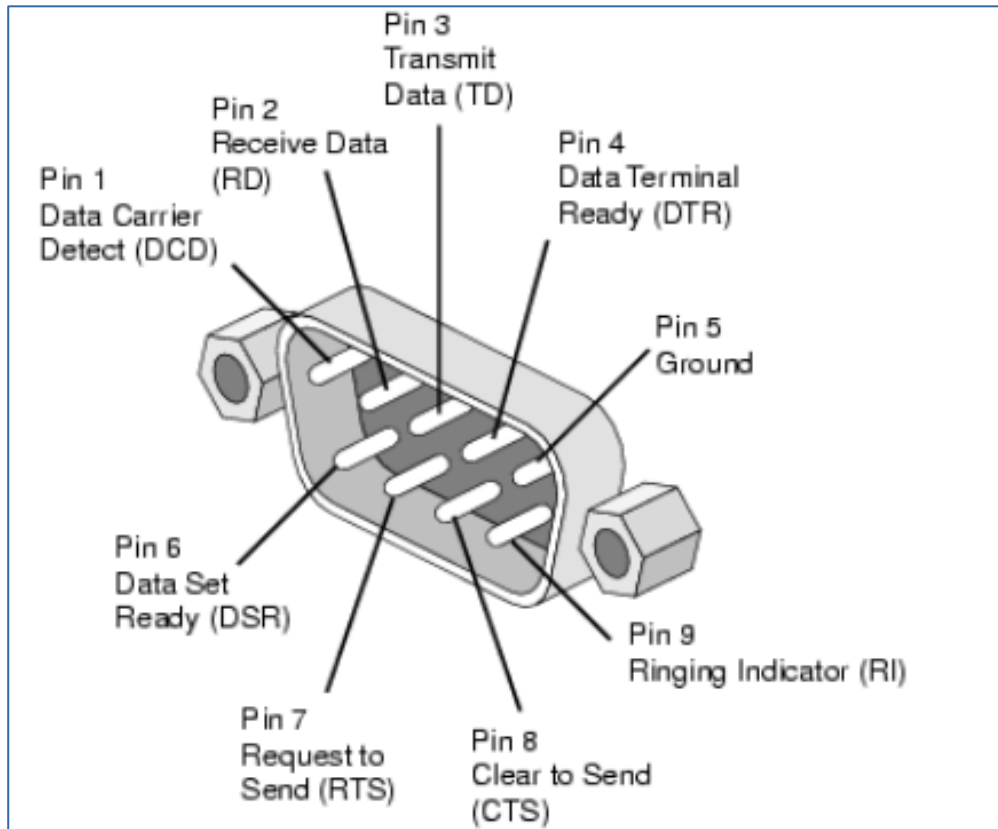 Pin 3
Transmit
Data (TD)
Pin 2
Receive Data
(RD)
Pin 4
Data Terminal
Ready (DTR)
Pin 1
Data Carrier
Detect (DCD)
Pin 5
Ground
Pin 6
Data Set
Ready (DSR)
Pin 9
Ringing Indicator (RI)
Pin 7
Request to
Send (RTS)
Pin 8
Clear to Send
(CTS)